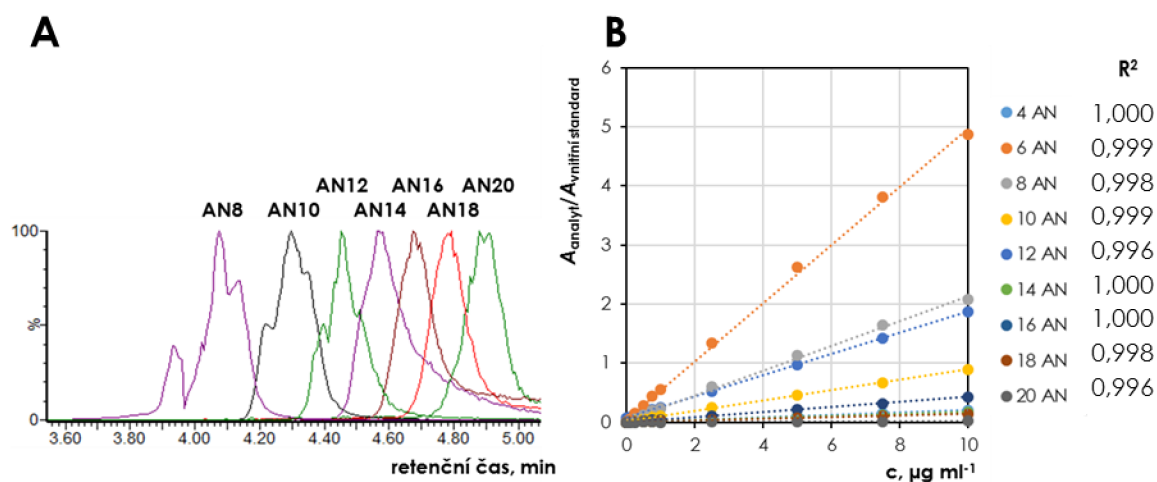 A
AN12 AN16 AN20
AN8 AN10 AN14 AN18
100
%
0
3.60 3.80 4.00 4.20 4.40 4.60 4.80 5.00
retenční čas, min
B
6
5
4
3
2
1
0
0 2 4 6 8 10
Aanalyt/Avnitřní standard
c, µg ml-1
R2
4 AN 1,000
6 AN 0,999
8 AN 0,998
10 AN 0,999
12 AN 0,996
14 AN 1,000
16 AN 1,000
18 AN 0,998
20 AN 0,996